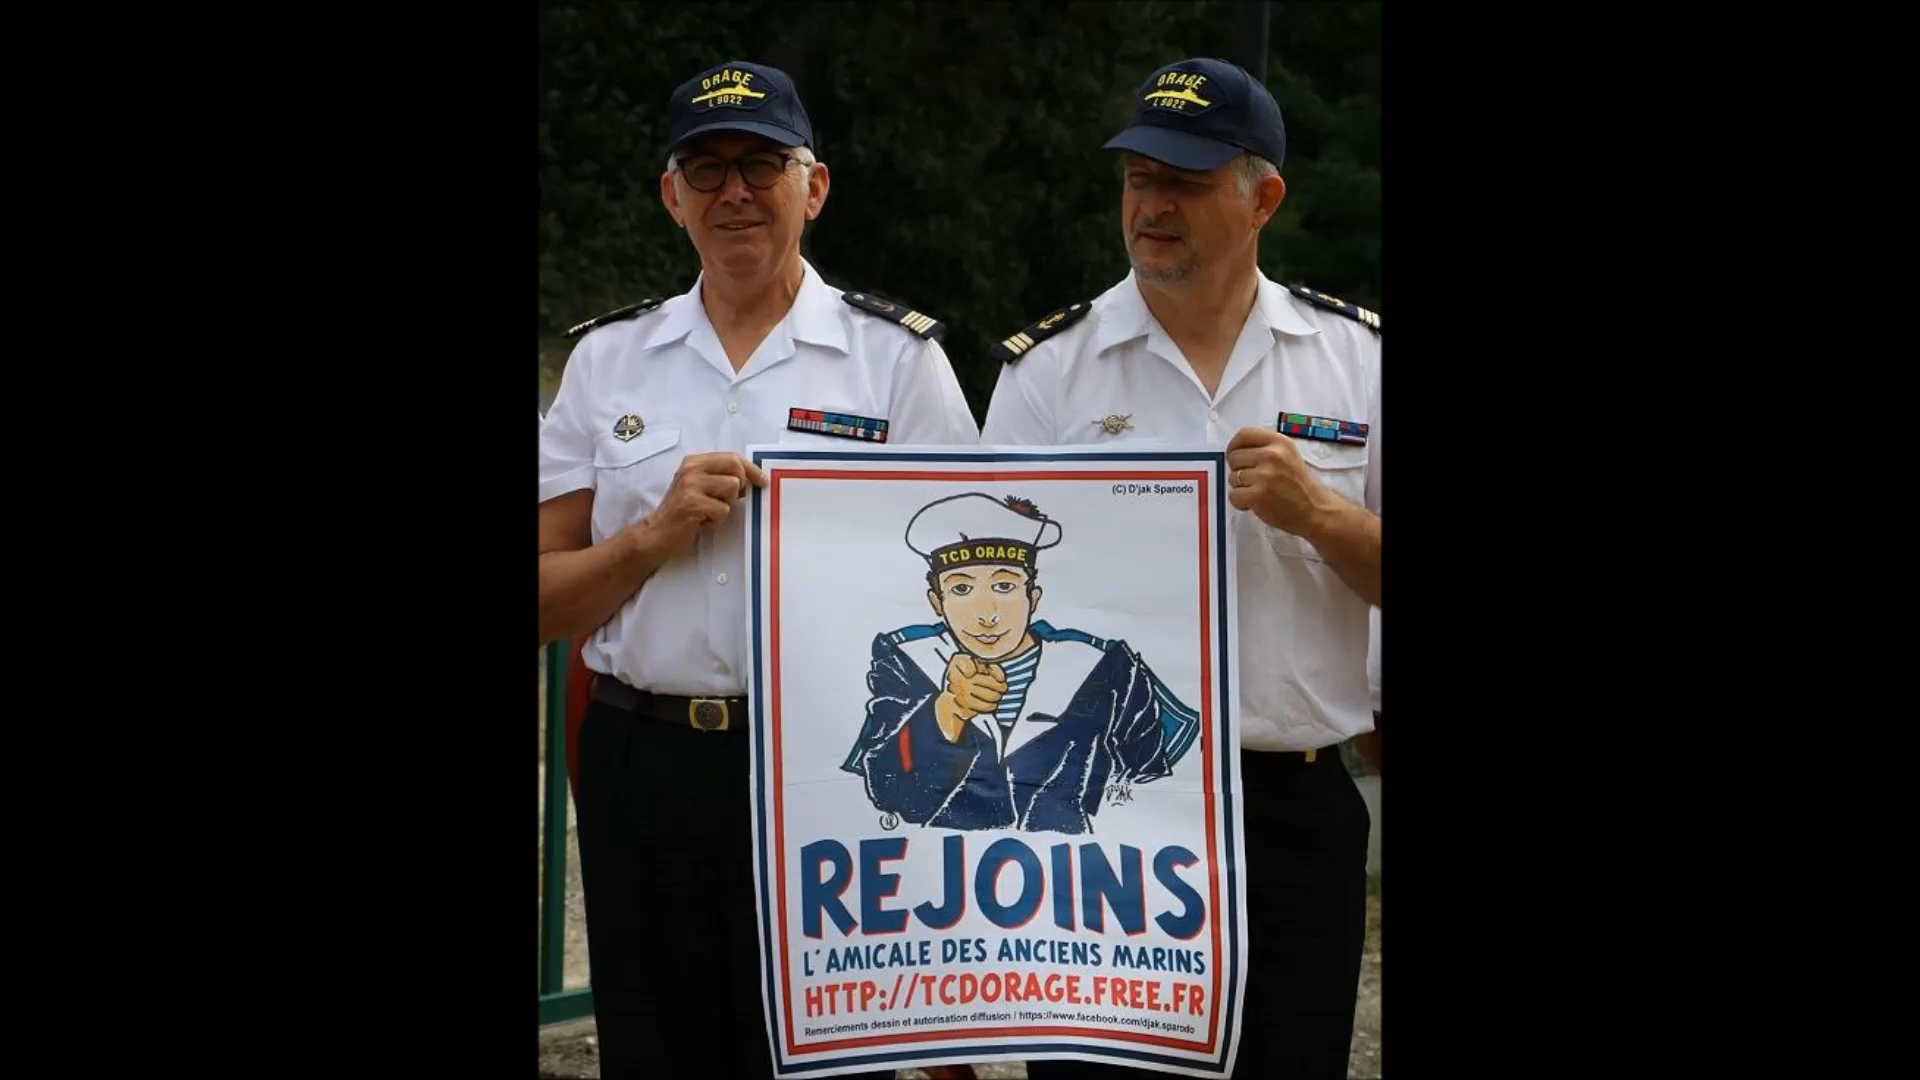 ORAGE
L 9022
ORAGE
L 9022
(C) D'jak Sparodo
TCD ORAGE
REJOINS
L'AMICALE DES ANCIENS MARINS
HTTP://TCDORAGE.FREE.FR
Remerciements dessin et autorisation diffusion / https://www.facebook.com/djak.sparodo